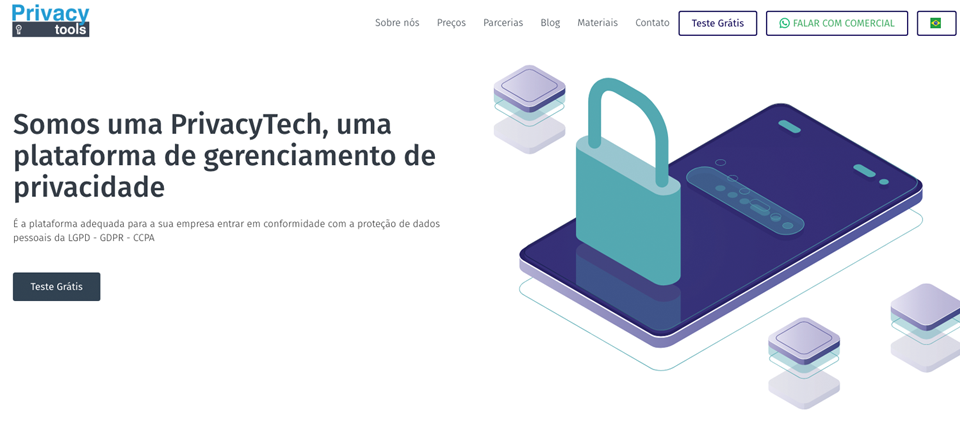 Privacy
tools
Sobre nós Preços Parcerias Blog Materiais Contato Teste Grátis FALAR COM COMERCIAL
Somos uma PrivacyTech, uma
plataforma de gerenciamento de
privacidade
É a plataforma adequada para a sua empresa entrar em conformidade com a proteção de dados
pessoais da LGPD - GDPR - CCPA
Teste Grátis